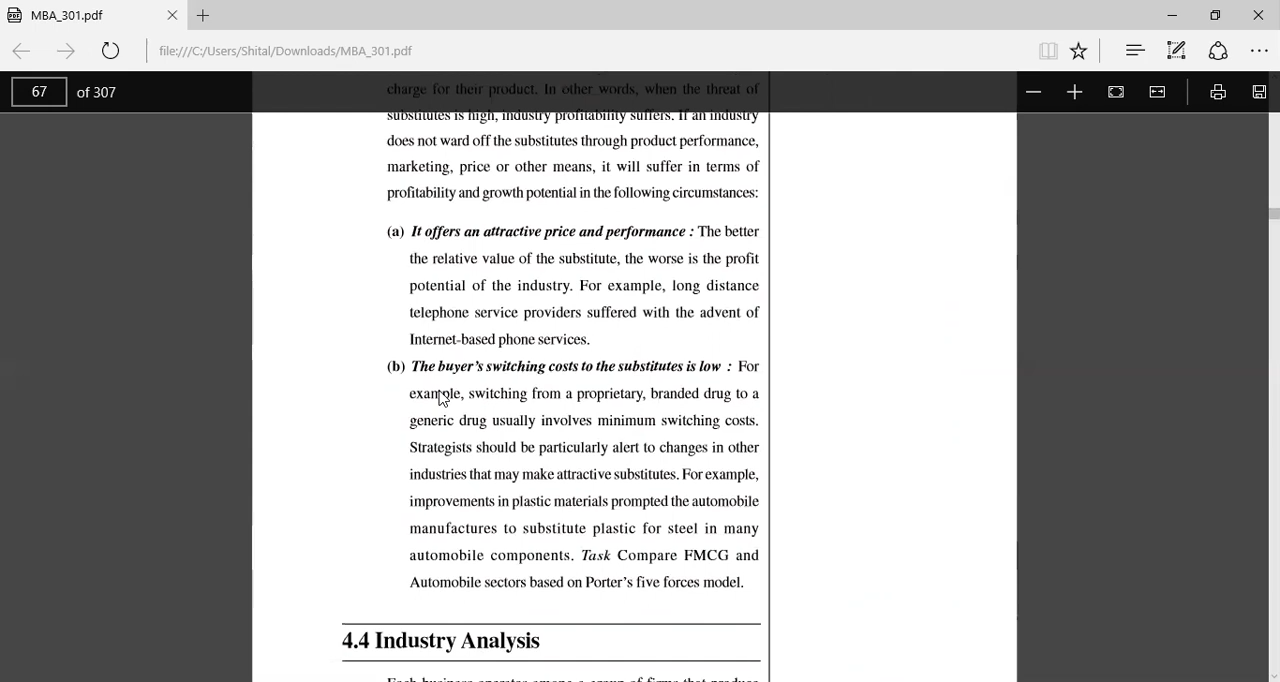 MBA_301.pdf
file:///C:/Users/Shital/Downloads/MBA_301.pdf
67 of 307
charge for their product. In other words, when the threat of
substitutes is high, industry profitability suffers. If an industry
does not ward off the substitutes through product performance,
marketing, price or other means, it will suffer in terms of
profitability and growth potential in the following circumstances:
(a) It offers an attractive price and performance : The better
the relative value of the substitute, the worse is the profit
potential of the industry. For example, long distance
telephone service providers suffered with the advent of
Internet-based phone services.
(b) The buyer's switching costs to the substitutes is low : For
example, switching from a proprietary, branded drug to a
generic drug usually involves minimum switching costs.
Strategists should be particularly alert to changes in other
industries that may make attractive substitutes. For example,
improvements in plastic materials prompted the automobile
manufactures to substitute plastic for steel in many
automobile components. Task Compare FMCG and
Automobile sectors based on Porter's five forces model.
4.4 Industry Analysis
Each business operates among a group of firms that produce